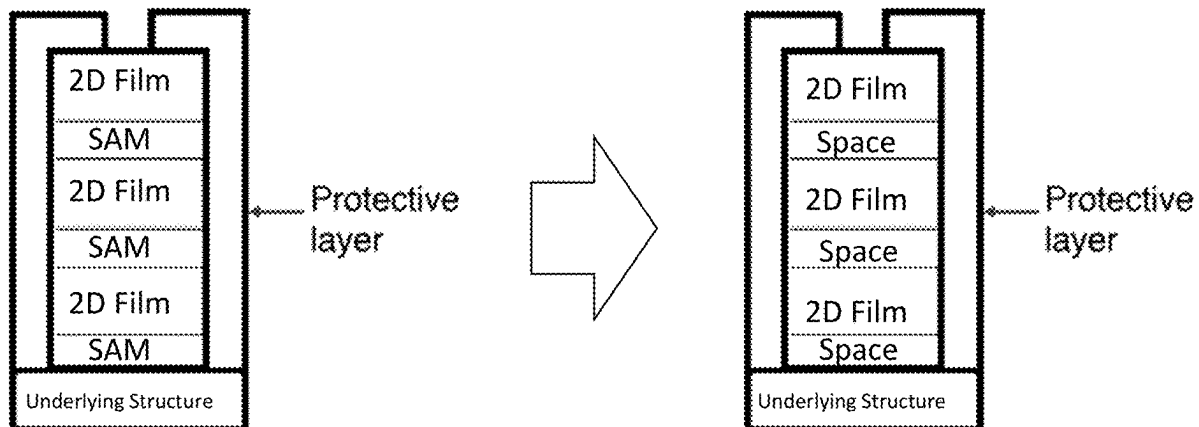 2D Film
SAM
2D Film
SAM
2D Film
SAM
Underlying Structure
Protective
layer
2D Film
Space
2D Film
Space
2D Film
Space
Underlying Structure
Protective
layer